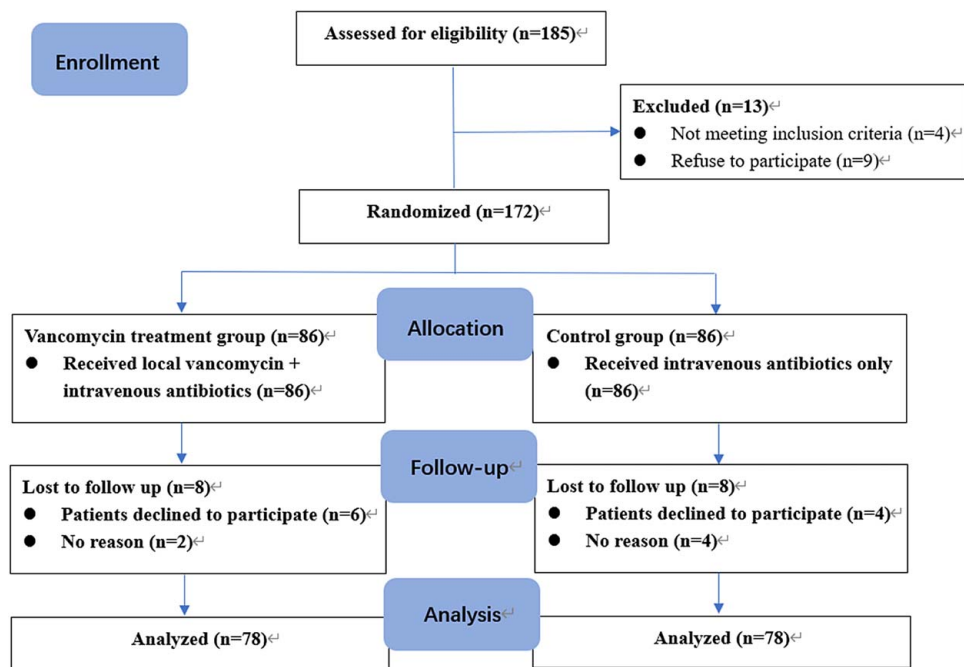 Assessed for eligibility (n=185)↵
Enrollment
Excluded (n=13)↵
● Not meeting inclusion criteria (n=4)↵
● Refuse to participate (n=9)↵
Randomized (n=172)↵
Allocation↵
Vancomycin treatment group (n=86)↵
● Received local vancomycin +
intravenous antibiotics (n=86)↵
Control group (n=86)↵
● Received intravenous antibiotics only
(n=86)↵
Follow-up↵
Lost to follow up (n=8)↵
● Patients declined to participate (n=6)↵
● No reason (n=2)↵
Lost to follow up (n=8)↵
● Patients declined to participate (n=4)↵
● No reason (n=4)↵
Analysis↵
Analyzed (n=78)↵
Analyzed (n=78)↵